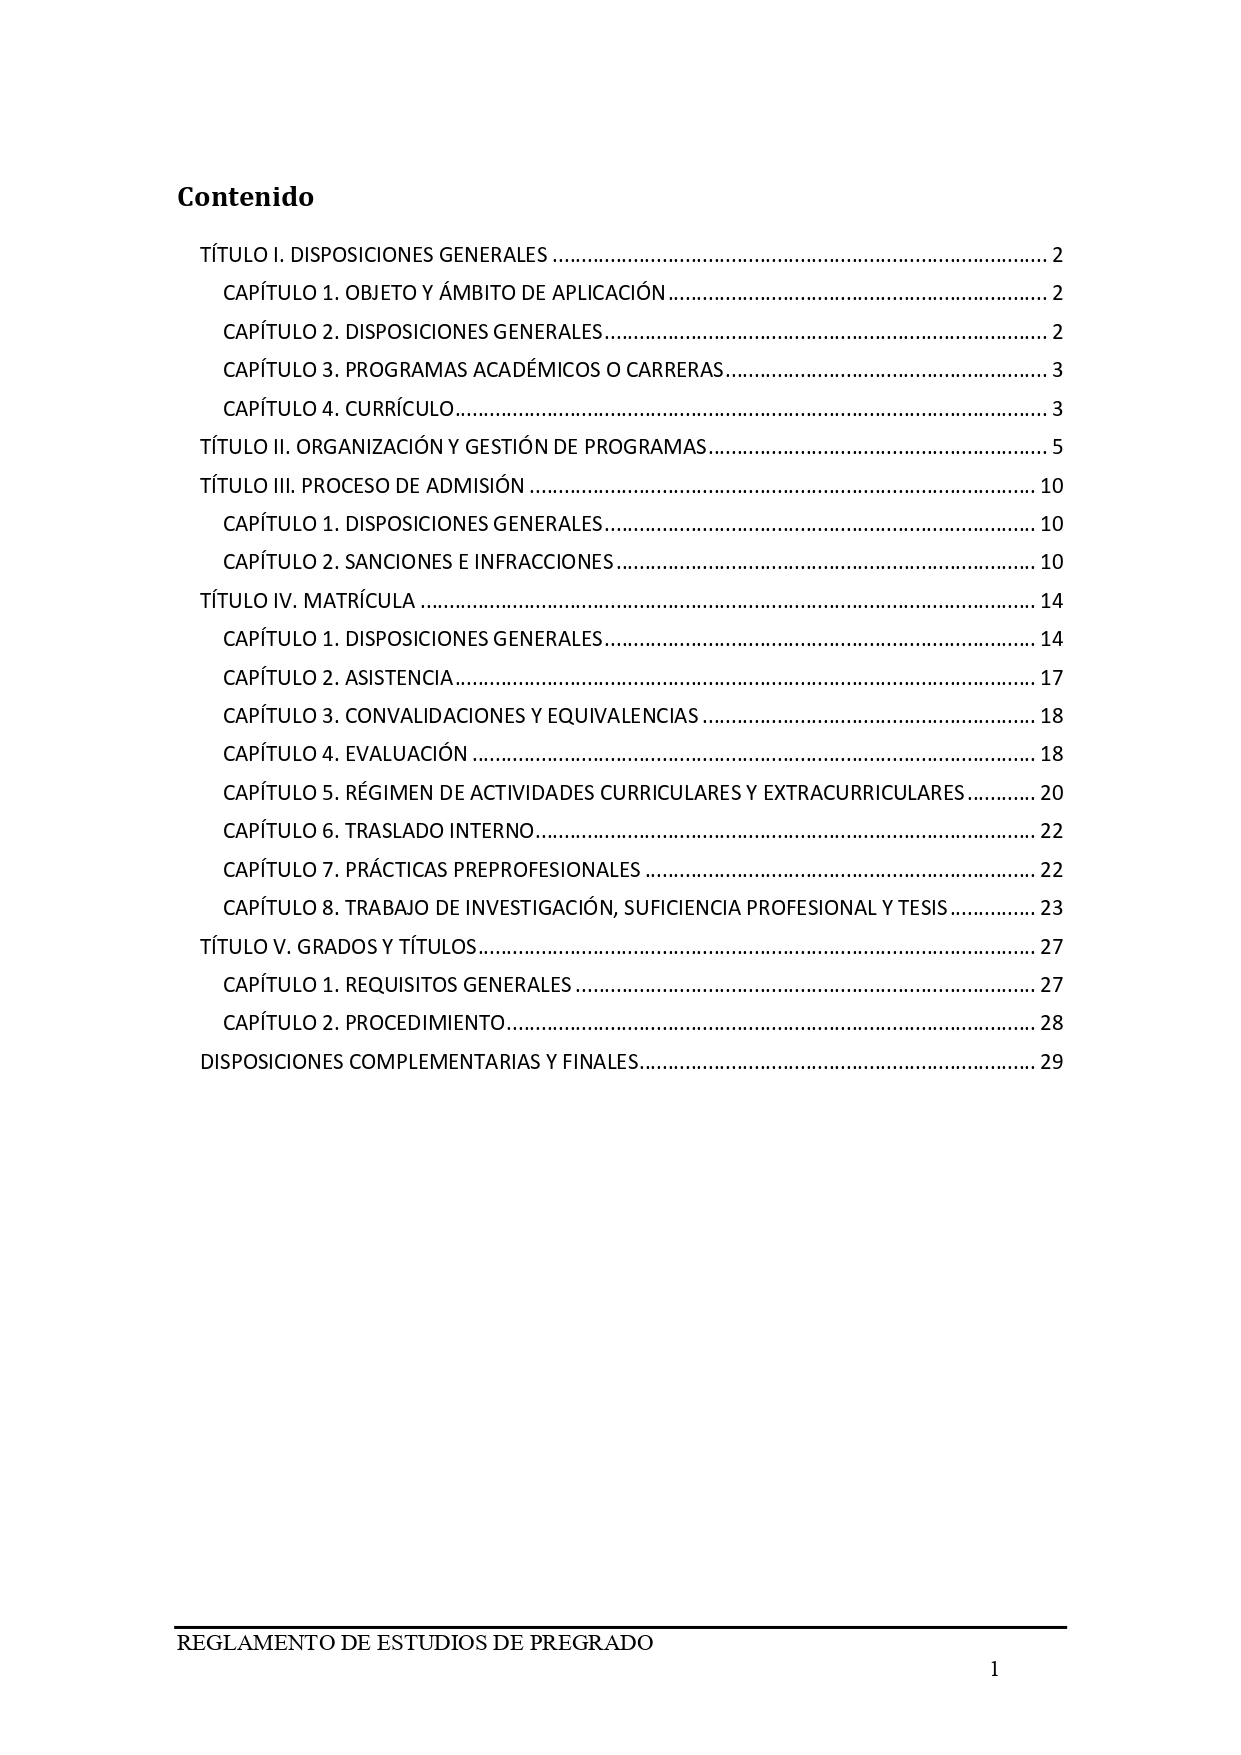 Contenido
TÍTULO I. DISPOSICIONES GENERALES ........ 2
CAPÍTULO 1. OBJETO Y ÁMBITO DE APLICACIÓN ........ 2
CAPÍTULO 2. DISPOSICIONES GENERALES ........ 2
CAPÍTULO 3. PROGRAMAS ACADÉMICOS O CARRERAS ........ 3
CAPÍTULO 4. CURRÍCULO ........ 3
TÍTULO II. ORGANIZACIÓN Y GESTIÓN DE PROGRAMAS ........ 5
TÍTULO III. PROCESO DE ADMISIÓN ........ 10
CAPÍTULO 1. DISPOSICIONES GENERALES ........ 10
CAPÍTULO 2. SANCIONES E INFRACCIONES ........ 10
TÍTULO IV. MATRÍCULA ........ 14
CAPÍTULO 1. DISPOSICIONES GENERALES ........ 14
CAPÍTULO 2. ASISTENCIA ........ 17
CAPÍTULO 3. CONVALIDACIONES Y EQUIVALENCIAS ........ 18
CAPÍTULO 4. EVALUACIÓN ........ 18
CAPÍTULO 5. RÉGIMEN DE ACTIVIDADES CURRICULARES Y EXTRACURRICULARES ........ 20
CAPÍTULO 6. TRASLADO INTERNO ........ 22
CAPÍTULO 7. PRÁCTICAS PREPROFESIONALES ........ 22
CAPÍTULO 8. TRABAJO DE INVESTIGACIÓN, SUFICIENCIA PROFESIONAL Y TESIS ........ 23
TÍTULO V. GRADOS Y TÍTULOS ........ 27
CAPÍTULO 1. REQUISITOS GENERALES ........ 27
CAPÍTULO 2. PROCEDIMIENTO ........ 28
DISPOSICIONES COMPLEMENTARIAS Y FINALES ........ 29
REGLAMENTO DE ESTUDIOS DE PREGRADO
1